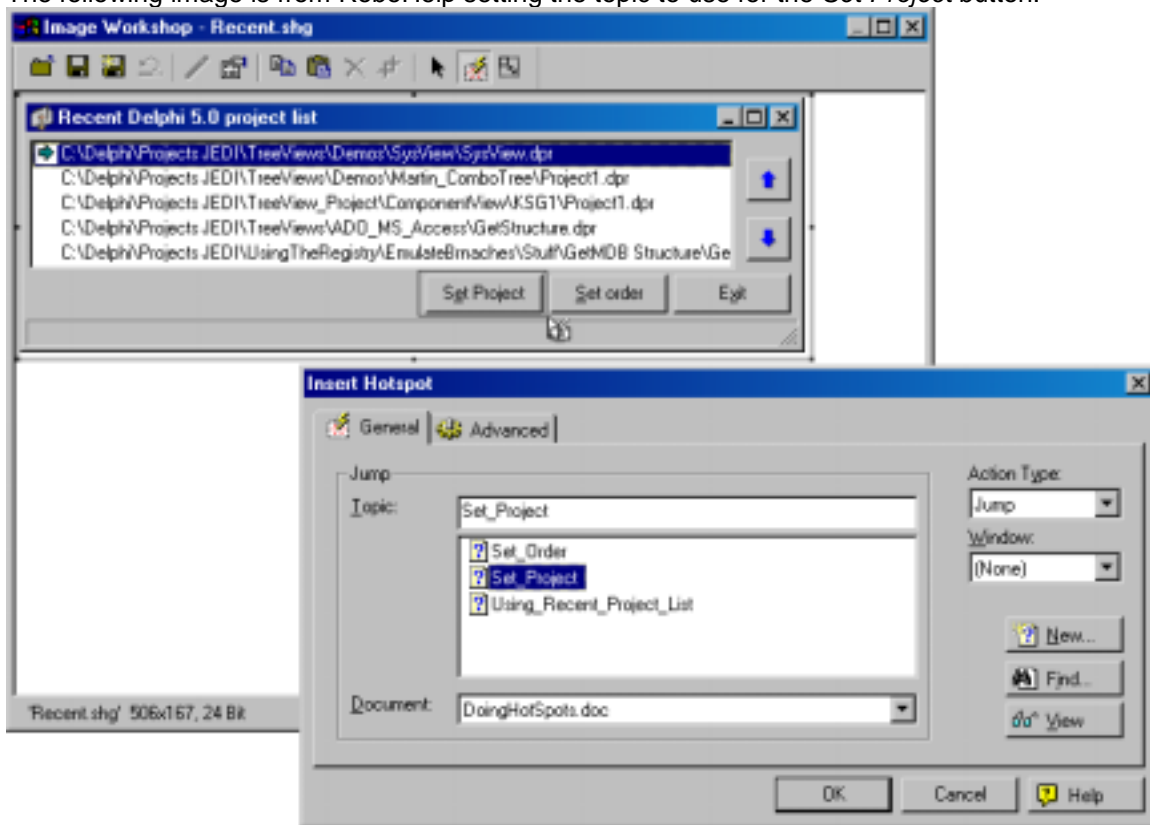 The following image is from RoboHelp setting the topic to use for the Set Project button.
Image Workshop - Recent.shg
Recent Delphi 5.0 project list
C:\Delphi\Projects JEDI\TreeViews\Demos\SysView\SysView.dpr
C:\Delphi\Projects JEDI\TreeViews\Demos\Martin_ComboTree\Project1.dpr
C:\Delphi\Projects JEDI\TreeView_Project\ComponentView\KSG1\Project1.dpr
C:\Delphi\Projects JEDI\TreeViews\ADO_MS_Access\GetStructure.dpr
C:\Delphi\Projects JEDI\UsingTheRegistry\EmulateBmaches\Stuff\GetMDB Structure\Ge
Set Project Set order Exit
Insert Hotspot
General Advanced
Jump
Action Type:
Topic: Set_Project
Jump
Set_Order
Window:
Set_Project
(None)
Using_Recent_Project_List
New...
Find...
Document: DoingHotSpots.doc
View
'Recent.shg' 506x167, 24 Bit
OK Cancel Help